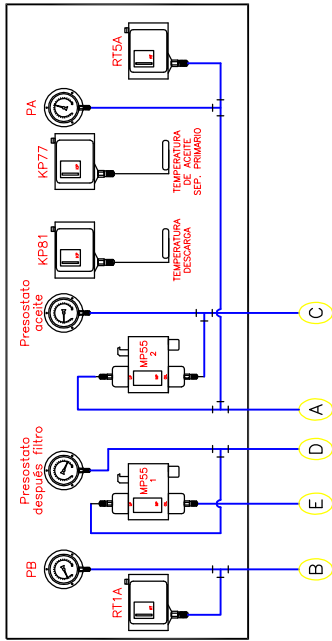 PB
Presostato
después filtro
Presostato
aceite
KP81
KP77
PA
RT5A
RT1A
MP55
1
MP55
2
TEMPERATURA
DESCARGA
TEMPERATURA
DE ACEITE
SEP. PRIMARIO
B
E
D
A
C